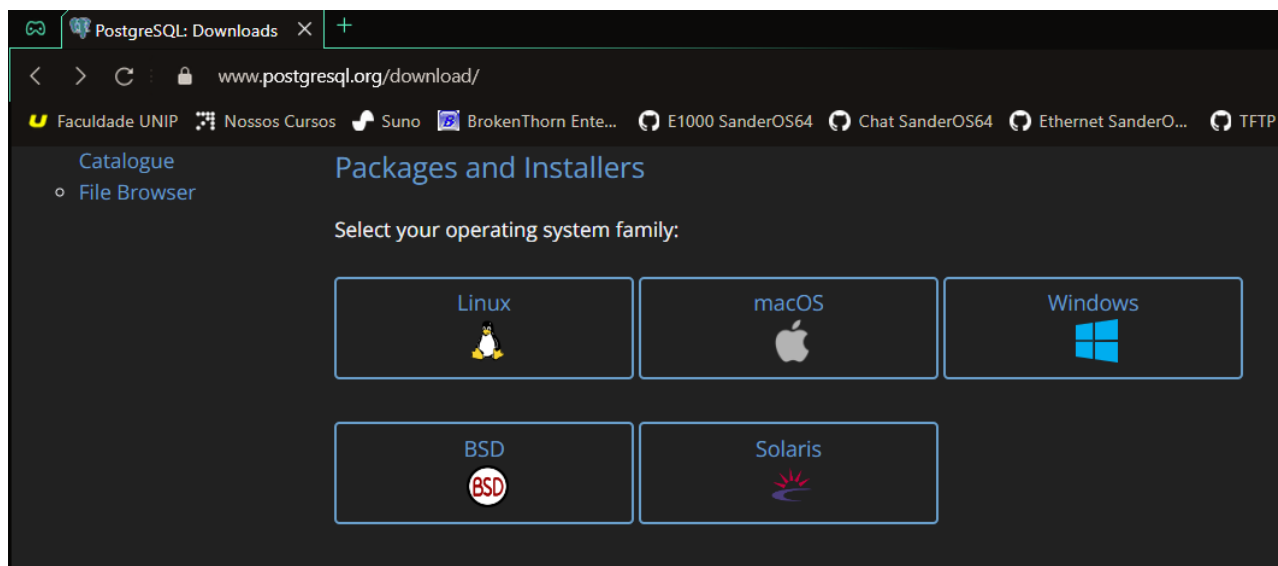 PostgreSQL: Downloads
www.postgresql.org/download/
Faculdade UNIP Nossos Cursos Suno BrokenThorn Ente... E1000 SanderOS64 Chat SanderOS64 Ethernet SanderO... TFTP
Catalogue
File Browser
Packages and Installers
Select your operating system family:
Linux macOS Windows
BSD Solaris
BSD